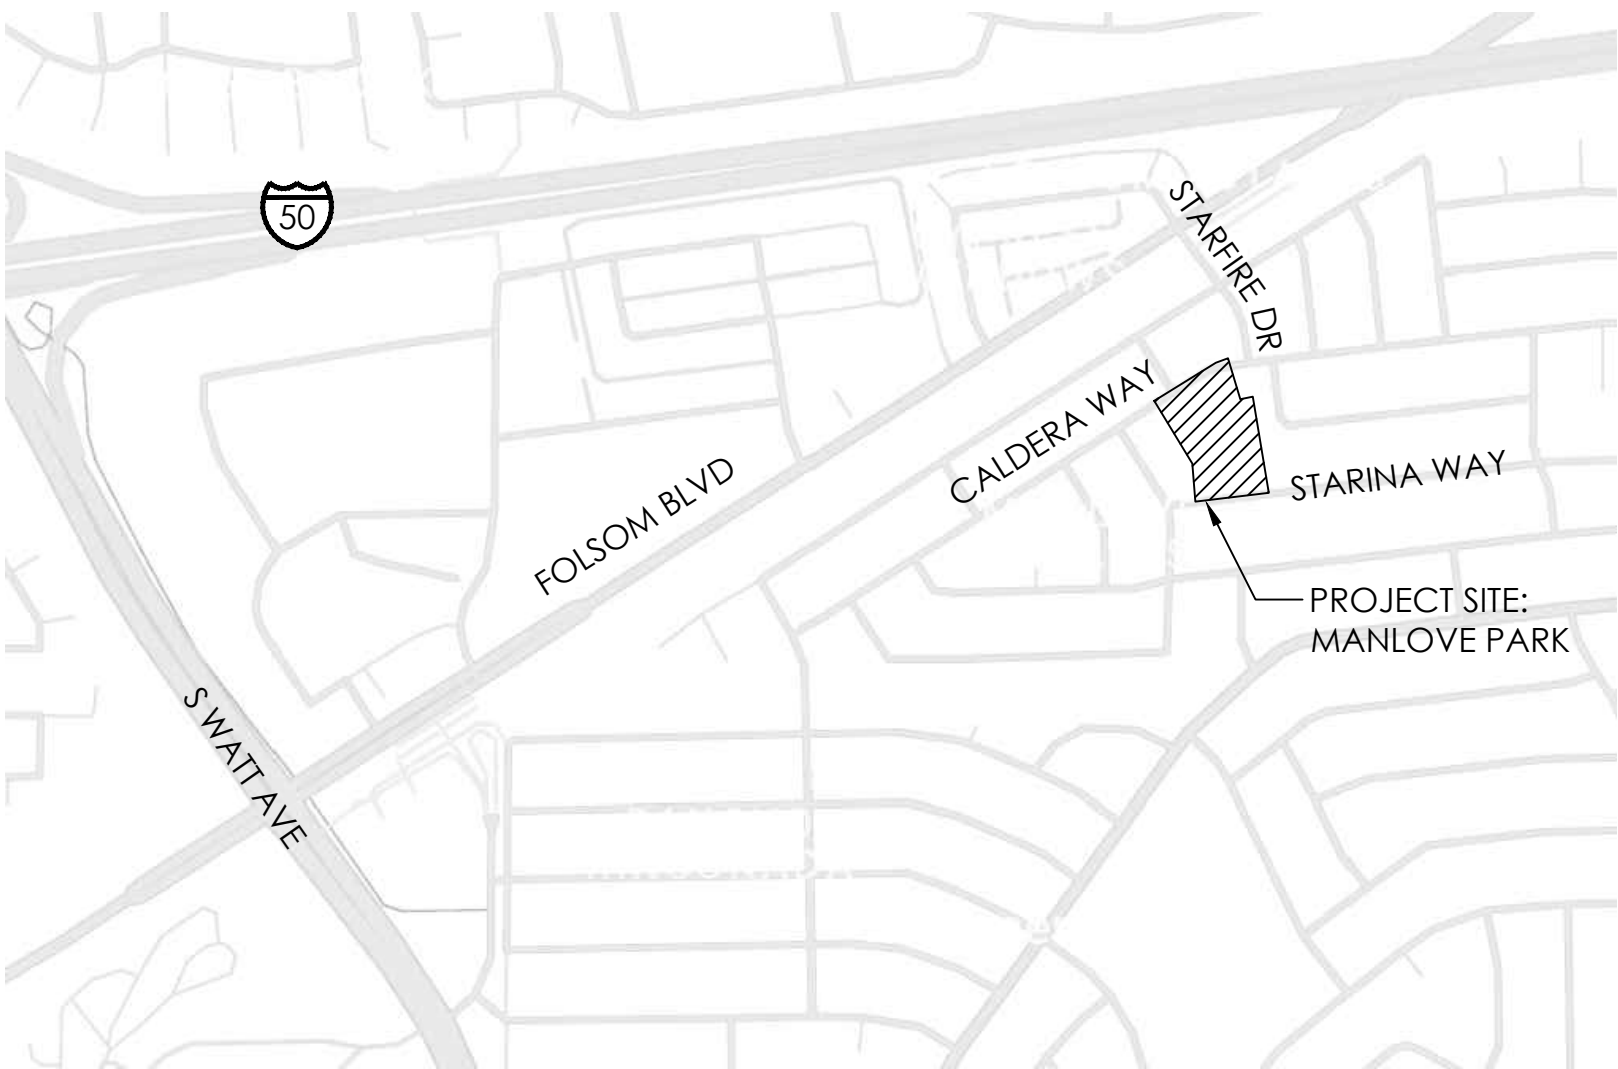 50
STARFIRE DR
CALDERA WAY
FOLSOM BLVD
STARINA WAY
PROJECT SITE:
MANLOVE PARK
S WATT AVE